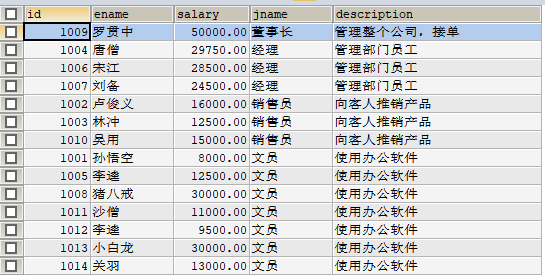 id ename salary jname description
1009 罗贯中 50000.00 董事长 管理整个公司，接单
1004 唐僧 29750.00 经理 管理部门员工
1006 宋江 28500.00 经理 管理部门员工
1007 刘备 24500.00 经理 管理部门员工
1002 卢俊义 16000.00 销售员 向客人推销产品
1003 林冲 12500.00 销售员 向客人推销产品
1010 吴用 15000.00 销售员 向客人推销产品
1001 孙悟空 8000.00 文员 使用办公软件
1005 李逵 12500.00 文员 使用办公软件
1008 猪八戒 30000.00 文员 使用办公软件
1011 沙僧 11000.00 文员 使用办公软件
1012 李逵 9500.00 文员 使用办公软件
1013 小白龙 30000.00 文员 使用办公软件
1014 关羽 13000.00 文员 使用办公软件